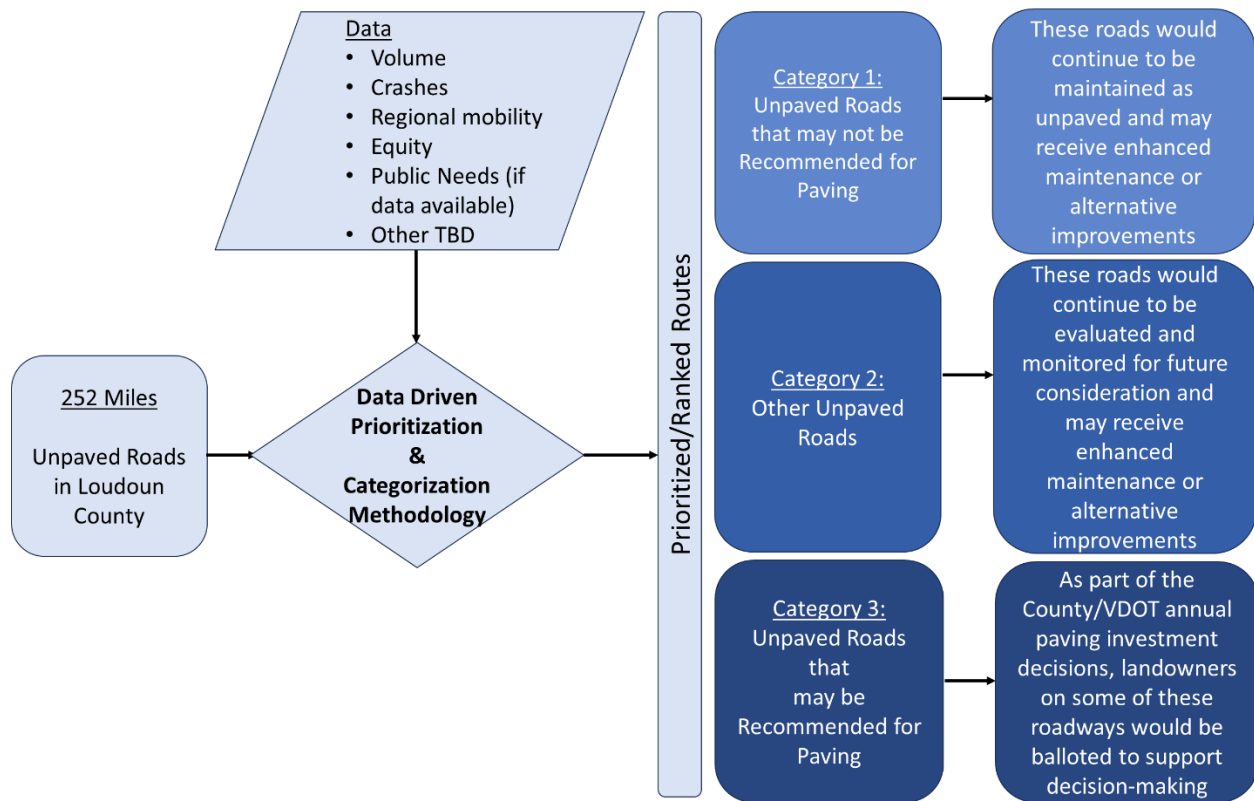 Data
• Volume
• Crashes
• Regional mobility
• Equity
• Public Needs (if
data available)
• Other TBD
252 Miles
Unpaved Roads
in Loudoun
County
Data Driven
Prioritization
&
Categorization
Methodology
Prioritized/Ranked Routes
Category 1:
Unpaved Roads
that may not be
Recommended for
Paving
These roads would
continue to be
maintained as
unpaved and may
receive enhanced
maintenance or
alternative
improvements
Category 2:
Other Unpaved
Roads
These roads would
continue to be
evaluated and
monitored for future
consideration and
may receive
enhanced
maintenance or
alternative
improvements
Category 3:
Unpaved Roads
that
may be
Recommended for
Paving
As part of the
County/VDOT annual
paving investment
decisions, landowners
on some of these
roadways would be
balloted to support
decision-making